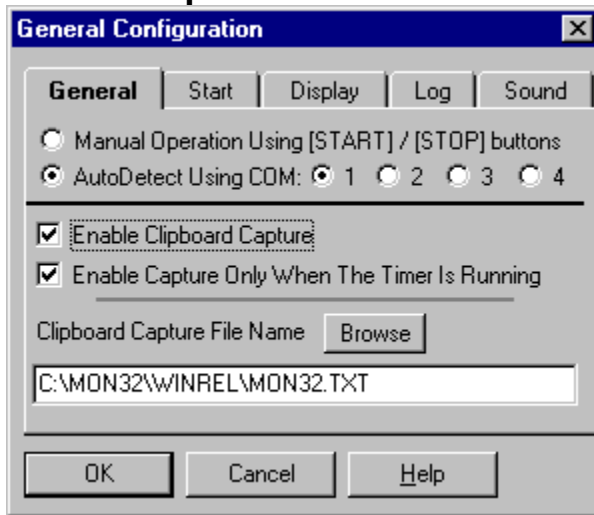 General Configuration
General Start Display Log Sound
Manual Operation Using [START] / [STOP] buttons
AutoDetect Using COM: 1 2 3 4
Enable Clipboard Capture
Enable Capture Only When The Timer Is Running
Clipboard Capture File Name Browse
C:\MON32\WINREL\MON32.TXT
OK Cancel Help